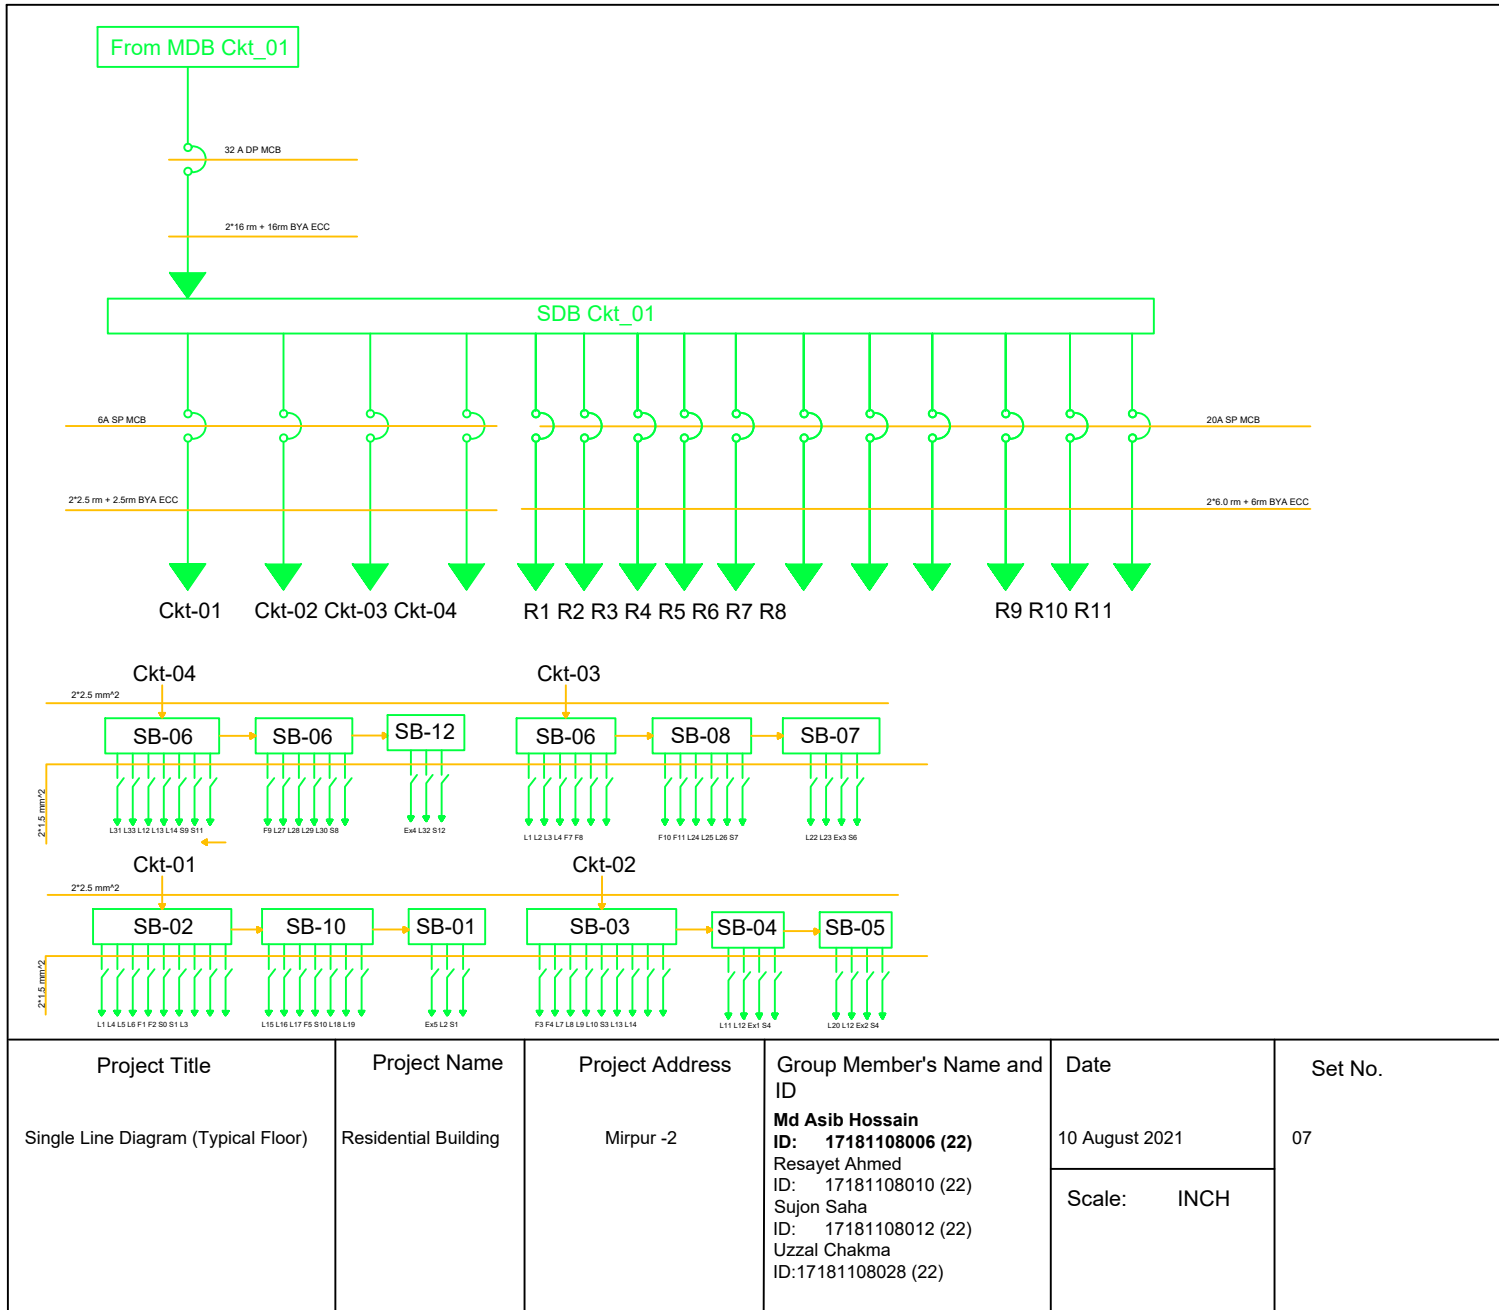 From MDB Ckt_01
32 A DP MCB
2*16 rm + 16rm BYA ECC
SDB Ckt_01
6A SP MCB
20A SP MCB
2*2.5 rm + 2.5rm BYA ECC
2*6.0 rm + 6rm BYA ECC
Ckt-01 Ckt-02 Ckt-03 Ckt-04 R1 R2 R3 R4 R5 R6 R7 R8 R9 R10 R11
Ckt-04 Ckt-03
2*2.5 mm^2
SB-06 SB-06 SB-12 SB-06 SB-08 SB-07
2*1.5 mm^2
L31 L33 L12 L13 L14 S9 S11 F9 L27 L28 L29 L30 S8 Ex4 L32 S12 L1 L2 L3 L4 F7 F8 F10 F11 L24 L25 L26 S7 L22 L23 Ex3 S6
Ckt-01 Ckt-02
2*2.5 mm^2
SB-02 SB-10 SB-01 SB-03 SB-04 SB-05
2*1.5 mm^2
L1 L4 L5 L6 F1 F2 S0 S1 L3 L15 L16 L17 F5 S10 L18 L19 Ex5 L2 S1 F3 F4 L7 L8 L9 L10 S3 L13 L14 L11 L12 Ex1 S4 L20 L12 Ex2 S4
Project Title
Single Line Diagram (Typical Floor)
Project Name
Residential Building
Project Address
Mirpur -2
Group Member's Name and
ID
Md Asib Hossain
ID: 17181108006 (22)
Resayet Ahmed
ID: 17181108010 (22)
Sujon Saha
ID: 17181108012 (22)
Uzzal Chakma
ID:17181108028 (22)
Date
10 August 2021
Scale: INCH
Set No.
07